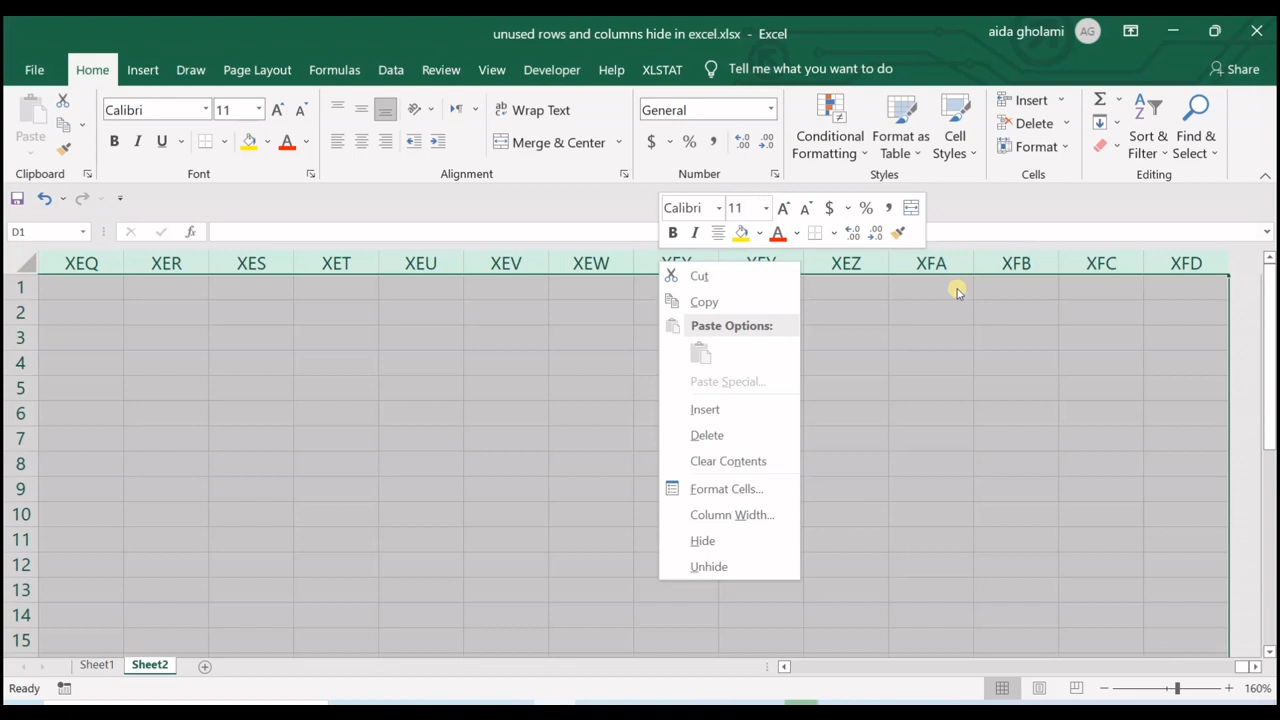 unused rows and columns hide in excel.xlsx - Excel
aida gholami AG
File Home Insert Draw Page Layout Formulas Data Review View Developer Help XLSTAT Tell me what you want to do Share
Paste
Calibri 11
Wrap Text
General
Conditional Formatting
Format as Table
Cell Styles
Insert
Delete
Format
Sort & Filter
Find & Select
B I U
Merge & Center
$ % ,
Clipboard Font Alignment Number Styles Cells Editing
Calibri 11 $ % ,
B I A
D1 fx
XEQ XER XES XET XEU XEV XEW XEX XEY XEZ XFA XFB XFC XFD
1
2
3
4
5
6
7
8
9
10
11
12
13
14
15
Cut
Copy
Paste Options:
Paste Special...
Insert
Delete
Clear Contents
Format Cells...
Column Width...
Hide
Unhide
Sheet1 Sheet2
Ready 160%